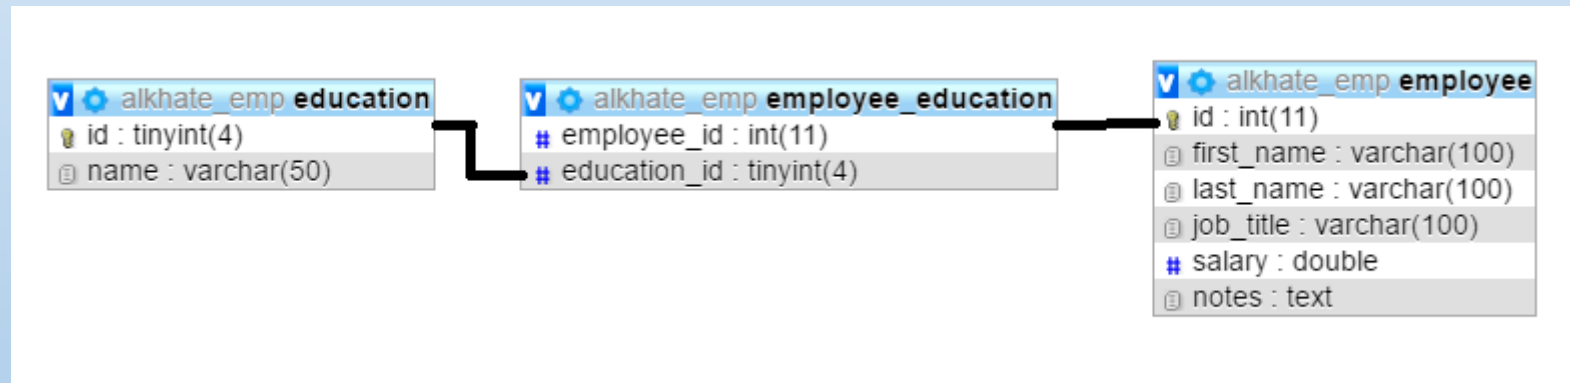 alkhate_emp education
id : tinyint(4)
name : varchar(50)
alkhate_emp employee_education
# employee_id : int(11)
# education_id : tinyint(4)
alkhate_emp employee
id : int(11)
first_name : varchar(100)
last_name : varchar(100)
job_title : varchar(100)
# salary : double
notes : text